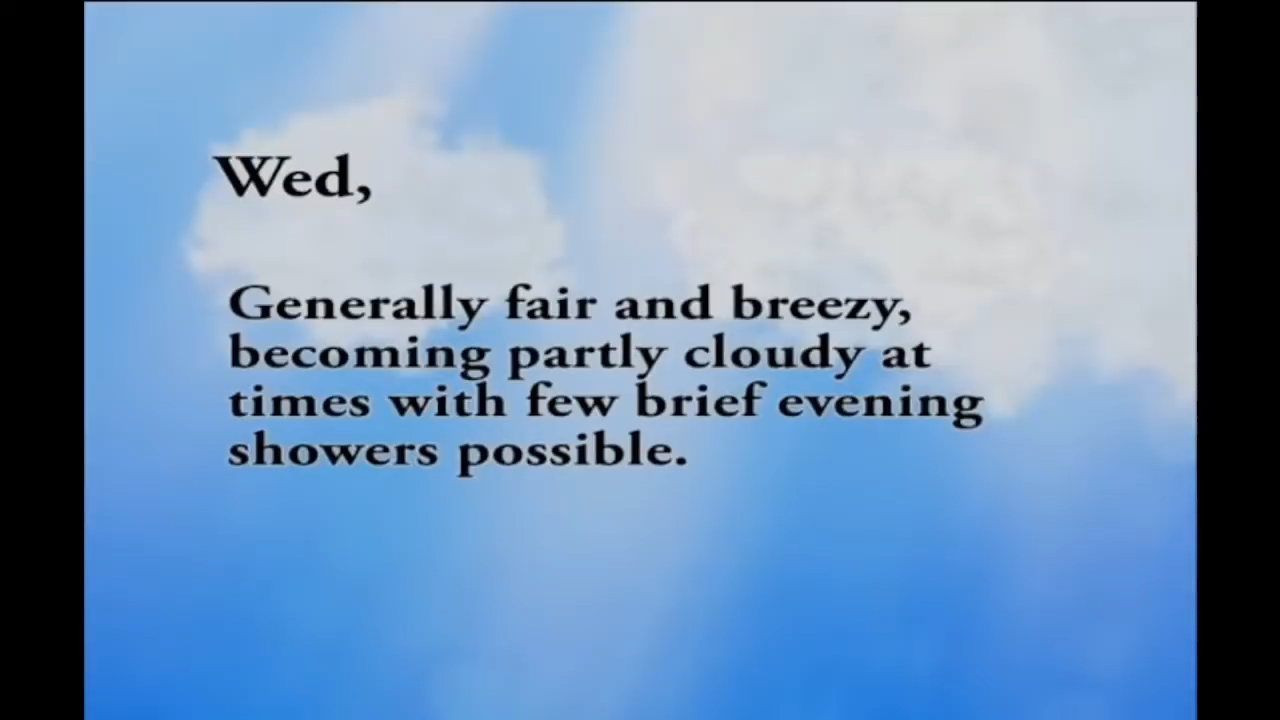 Wed,
Generally fair and breezy,
becoming partly cloudy at
times with few brief evening
showers possible.